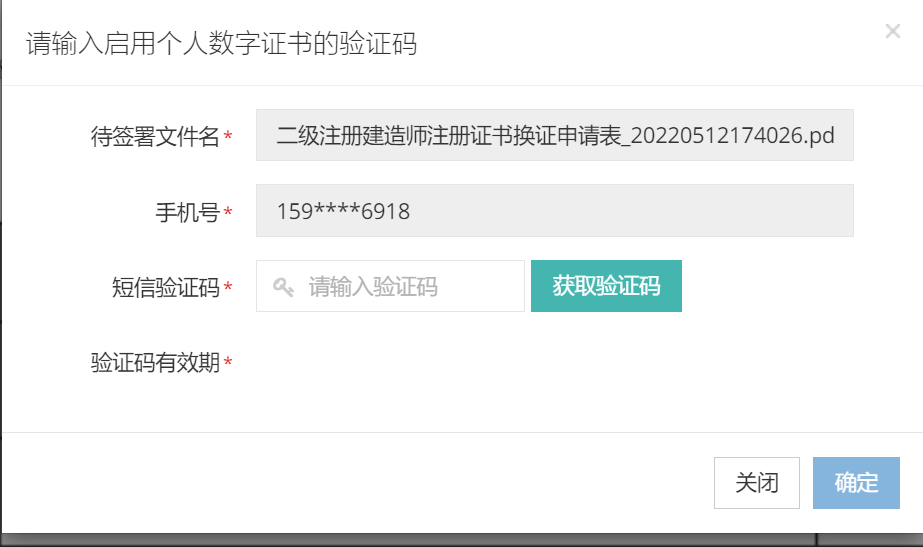 请输入启用个人数字证书的验证码
×
待签署文件名*
二级注册建造师注册证书换证申请表_20220512174026.pd
手机号*
159****6918
短信验证码*
请输入验证码
获取验证码
验证码有效期*
关闭
确定